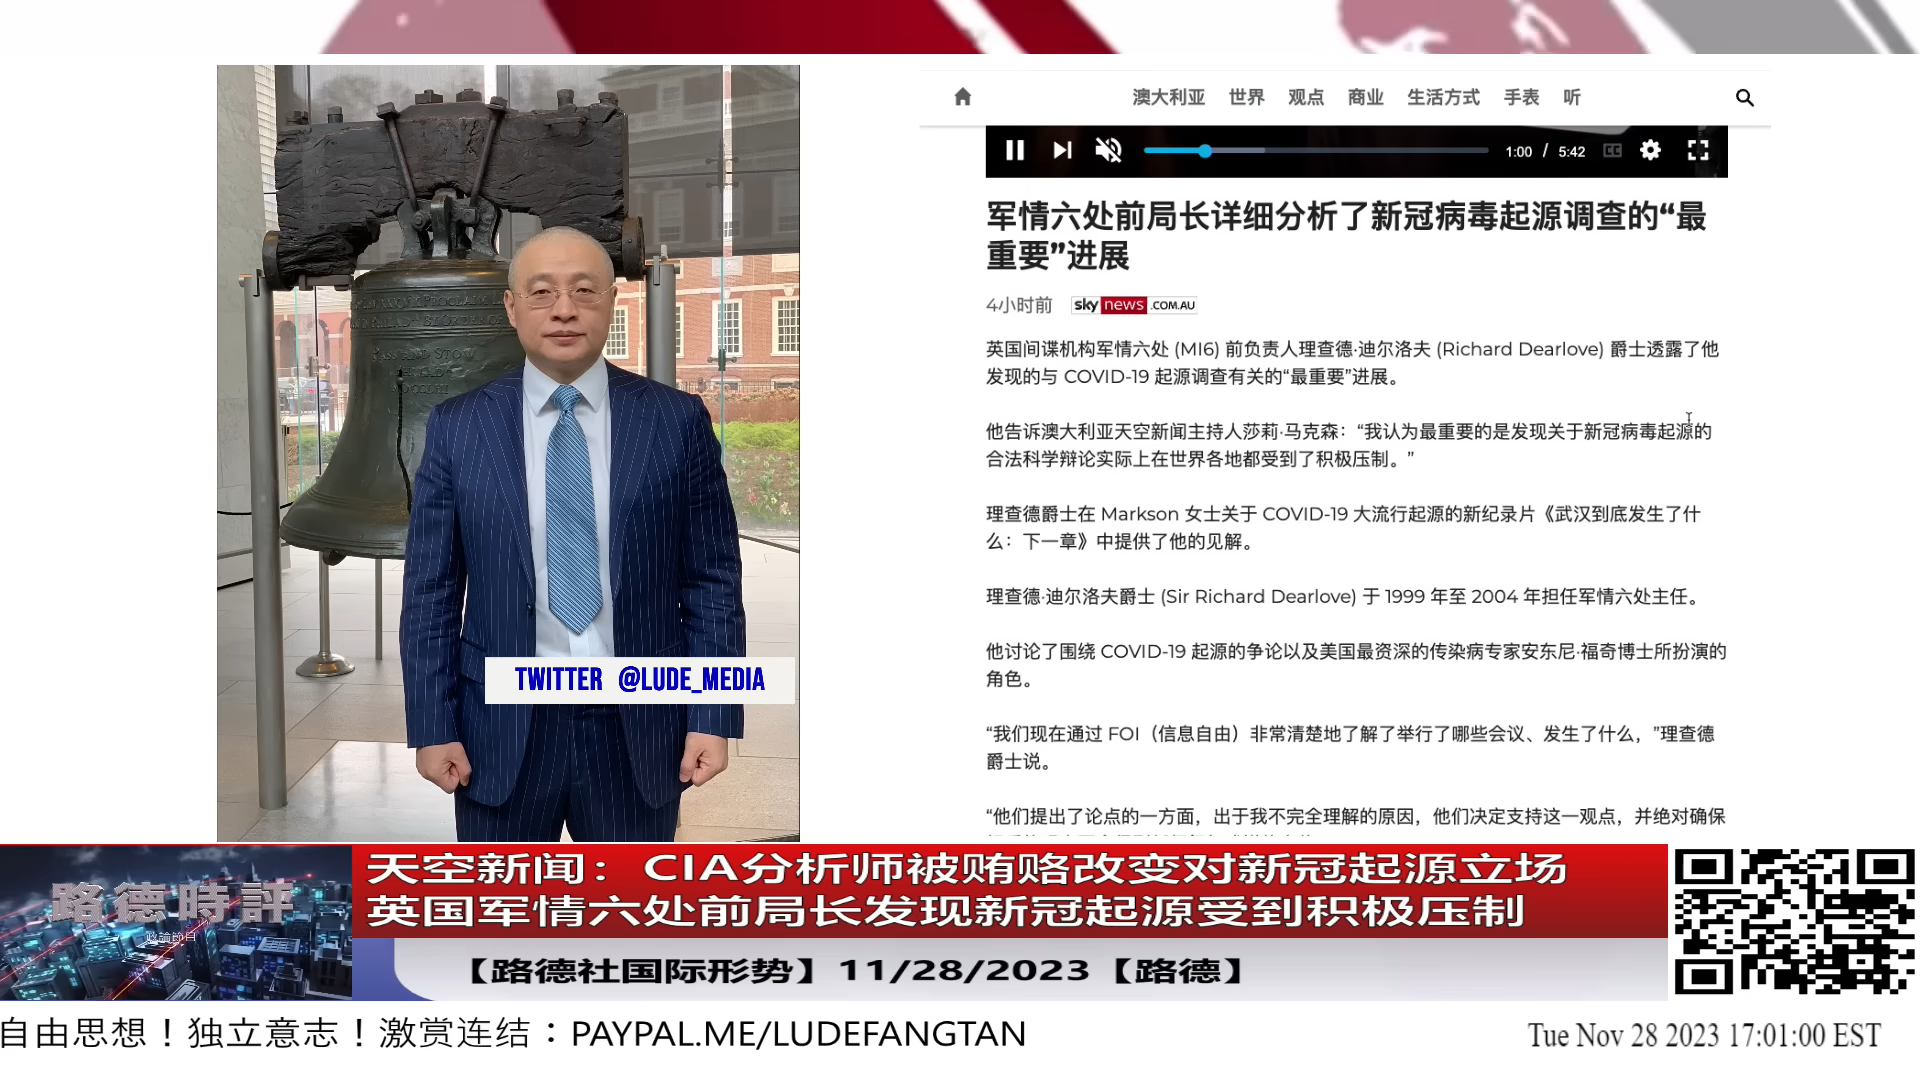 澳大利亚 世界 观点 商业 生活方式 手表 听
1:00 / 5:42 CC
军情六处前局长详细分析了新冠病毒起源调查的“最
重要”进展
4小时前 sky news .COM.AU
英国间谍机构军情六处 (MI6) 前负责人理查德·迪尔洛夫 (Richard Dearlove) 爵士透露了他
发现的与 COVID-19 起源调查有关的“最重要”进展。
他告诉澳大利亚天空新闻主持人莎莉·马克森：“我认为最重要的是发现关于新冠病毒起源的
合法科学辩论实际上在世界各地都受到了积极压制。”
理查德爵士在 Markson 女士关于 COVID-19 大流行起源的新纪录片《武汉到底发生了什
么：下一章》中提供了他的见解。
理查德·迪尔洛夫爵士 (Sir Richard Dearlove) 于 1999 年至 2004 年担任军情六处主任。
他讨论了围绕 COVID-19 起源的争论以及美国最资深的传染病专家安东尼·福奇博士所扮演的
角色。
“我们现在通过 FOI（信息自由）非常清楚地了解了举行了哪些会议、发生了什么，”理查德
爵士说。
“他们提出了论点的一方面，出于我不完全理解的原因，他们决定支持这一观点，并绝对确保
PASS AND STOW
TWITTER @LUDE_MEDIA
路德時評
政論節目
天空新闻：CIA分析师被贿赂改变对新冠起源立场
英国军情六处前局长发现新冠起源受到积极压制
【路德社国际形势】11/28/2023【路德】
自由思想！独立意志！激赏连结：PAYPAL.ME/LUDEFANGTAN
Tue Nov 28 2023 17:01:00 EST